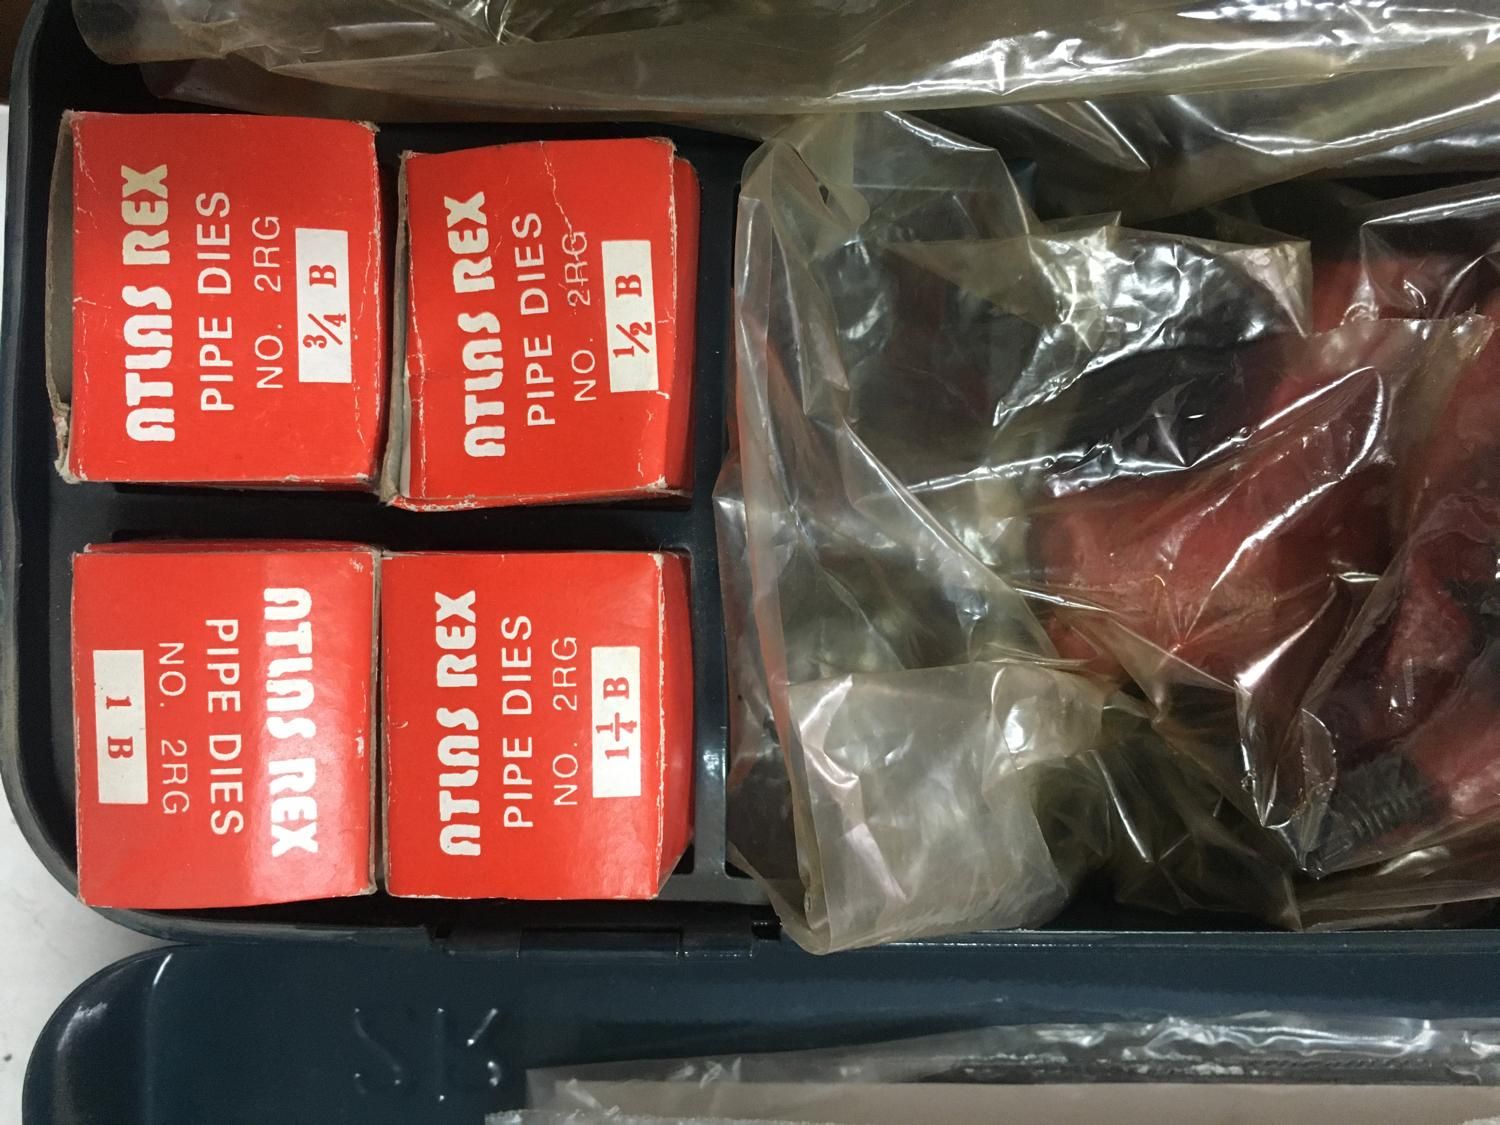 ATLAS REX
PIPE DIES
NO. 2RG
3/4 B
ATLAS REX
PIPE DIES
NO. 2RG
1/2 B
ATLAS REX
PIPE DIES
NO. 2RG
1 B
ATLAS REX
PIPE DIES
NO. 2RG
1 1/4 B